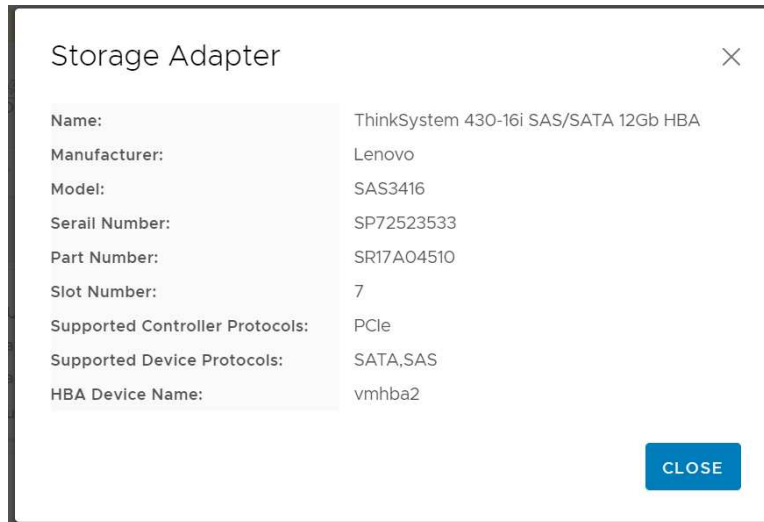 Storage Adapter
Name: ThinkSystem 430-16i SAS/SATA 12Gb HBA
Manufacturer: Lenovo
Model: SAS3416
Serail Number: SP72523533
Part Number: SR17A04510
Slot Number: 7
Supported Controller Protocols: PCIe
Supported Device Protocols: SATA,SAS
HBA Device Name: vmhba2
CLOSE